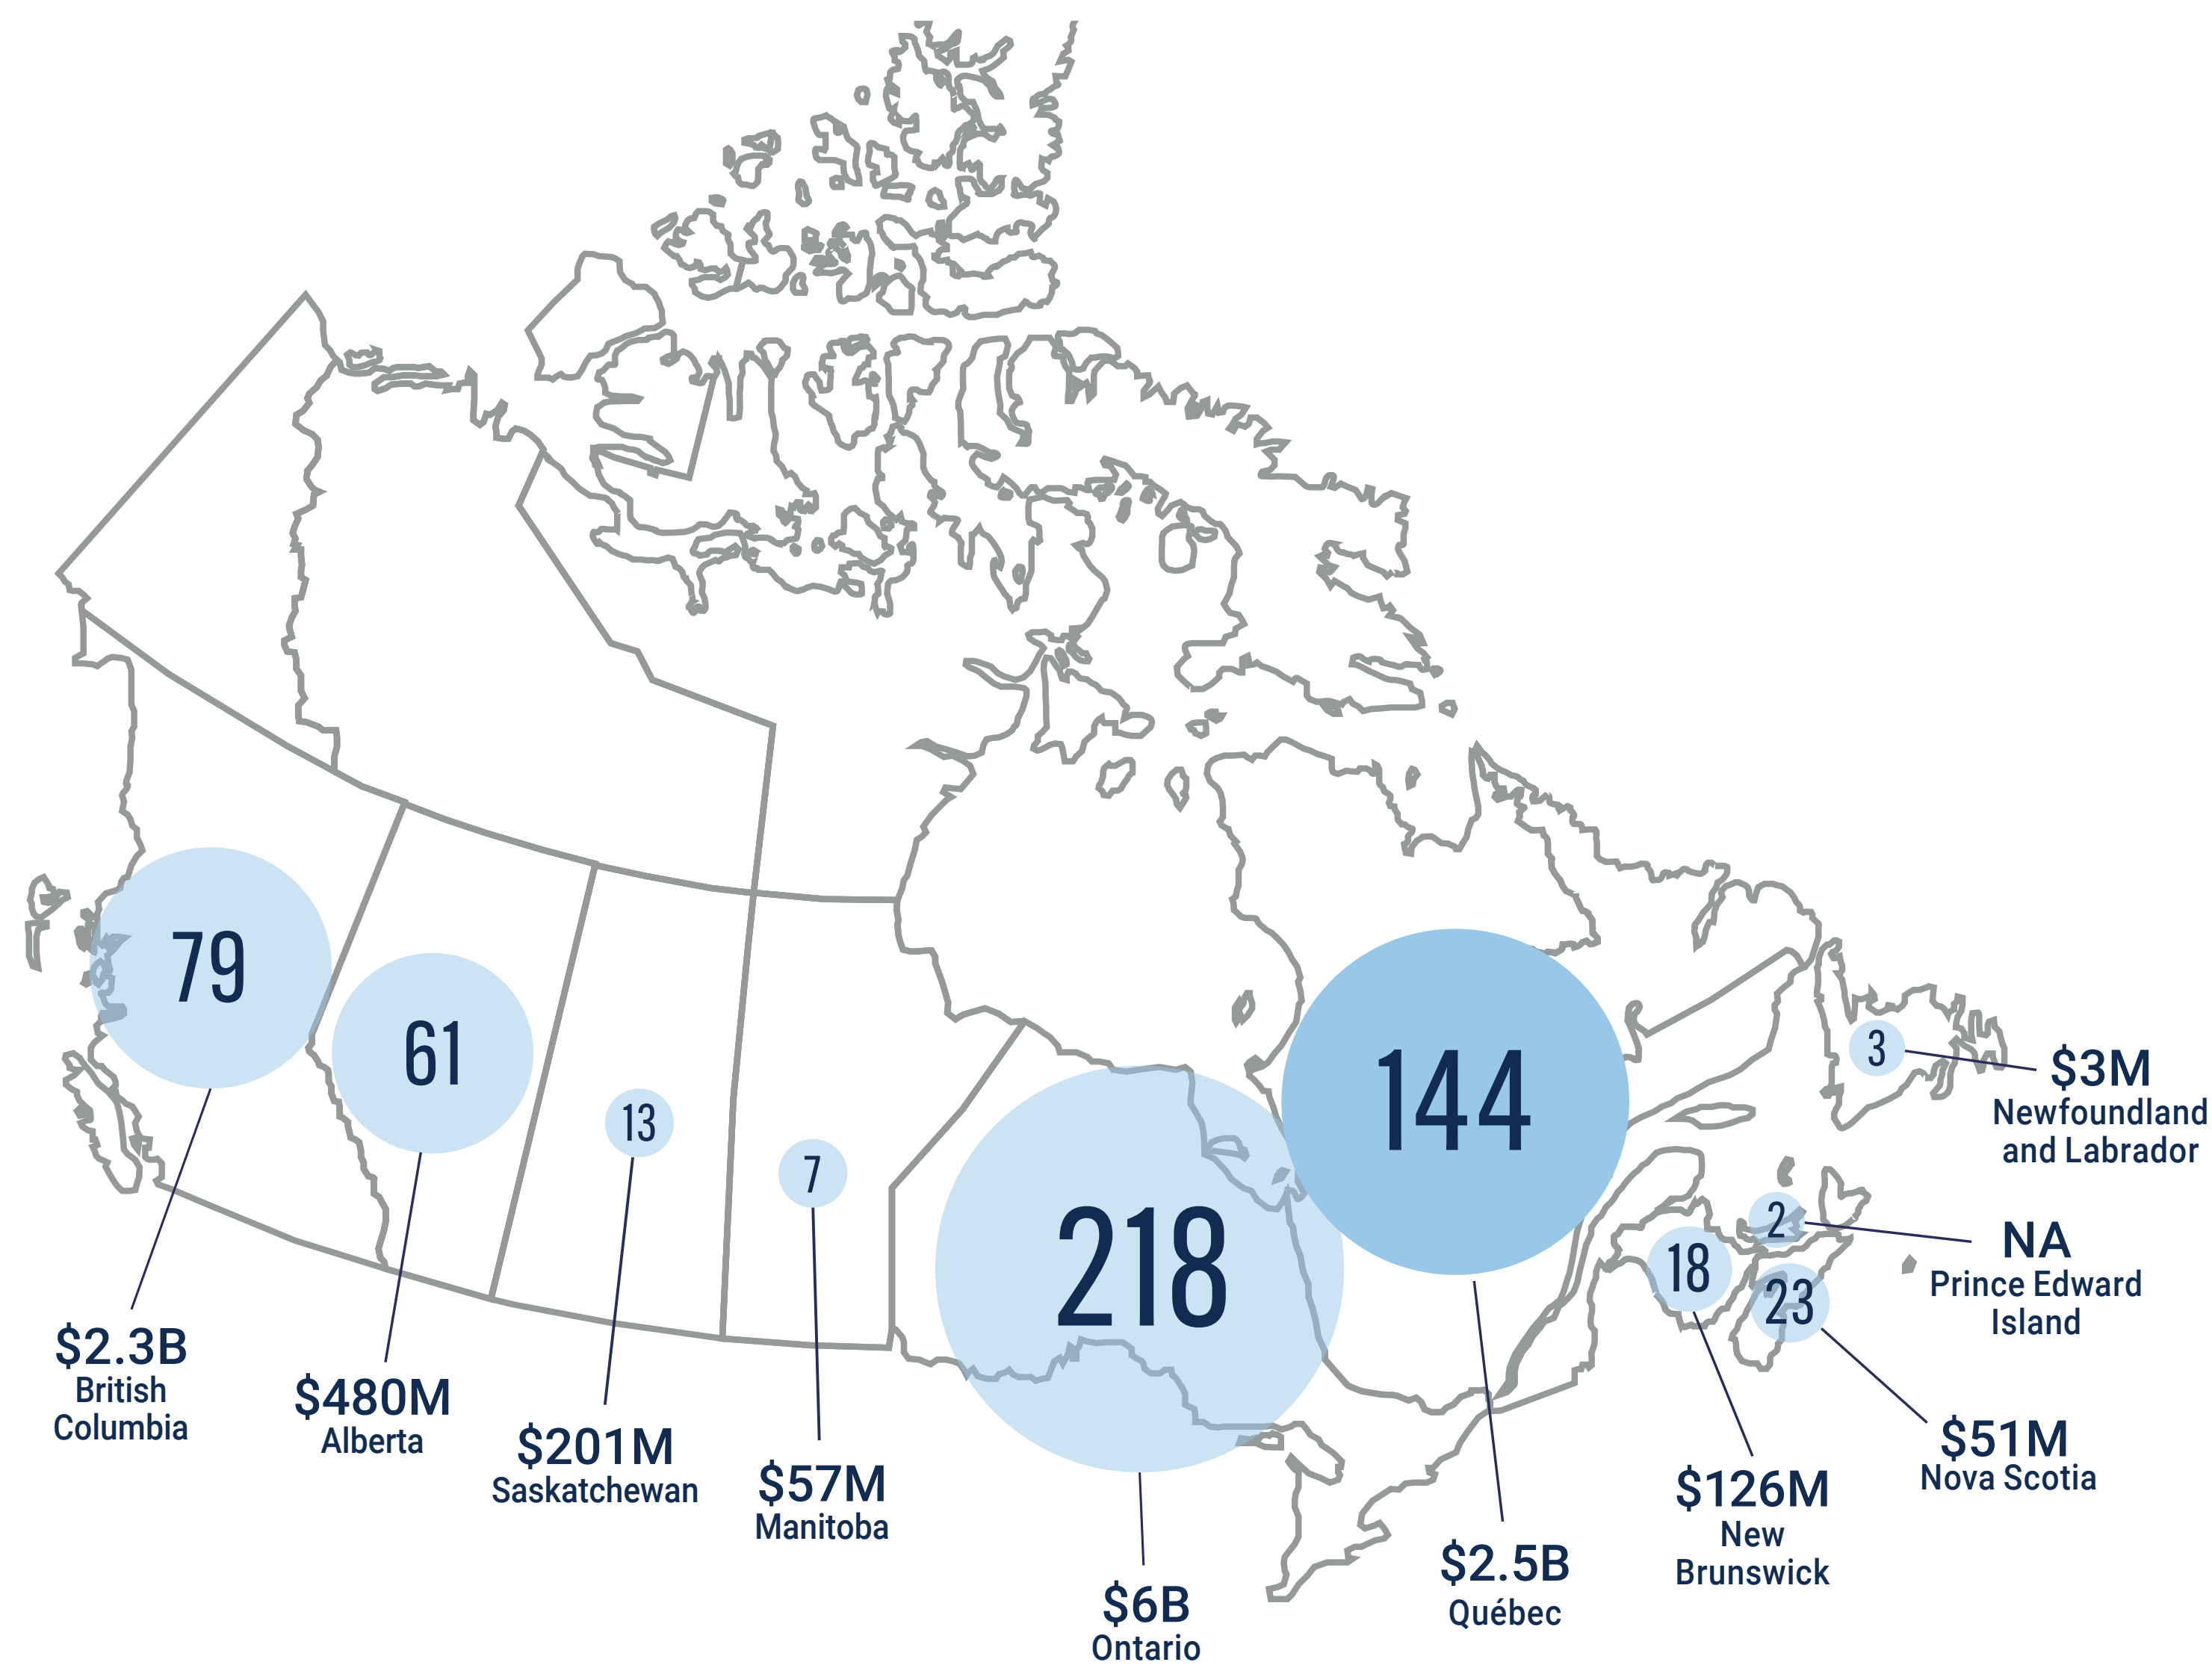 79
61
13
7
218
144
3
2
18
23
$3M
Newfoundland
and Labrador
NA
Prince Edward
Island
$2.3B
British
Columbia
$480M
Alberta
$201M
Saskatchewan
$57M
Manitoba
$6B
Ontario
$2.5B
Québec
$126M
New
Brunswick
$51M
Nova Scotia